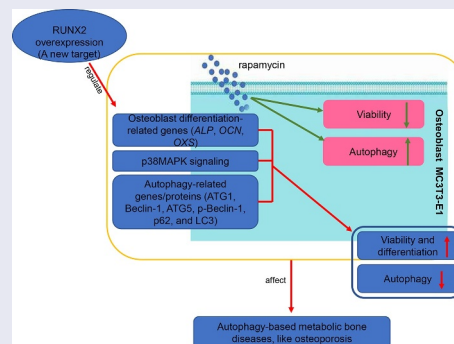 RUNX2
overexpression
(A new target)
regulate
rapamycin
Osteoblast differentiation-
related genes (ALP, OCN,
OXS)
p38MAPK signaling
Autophagy-related
genes/proteins (ATG1,
Beclin-1, ATG5, p-Beclin-1,
p62, and LC3)
Viability
Autophagy
Osteoblast MC3T3-E1
Viability and
differentiation
Autophagy
affect
Autophagy-based metabolic bone
diseases, like osteoporosis